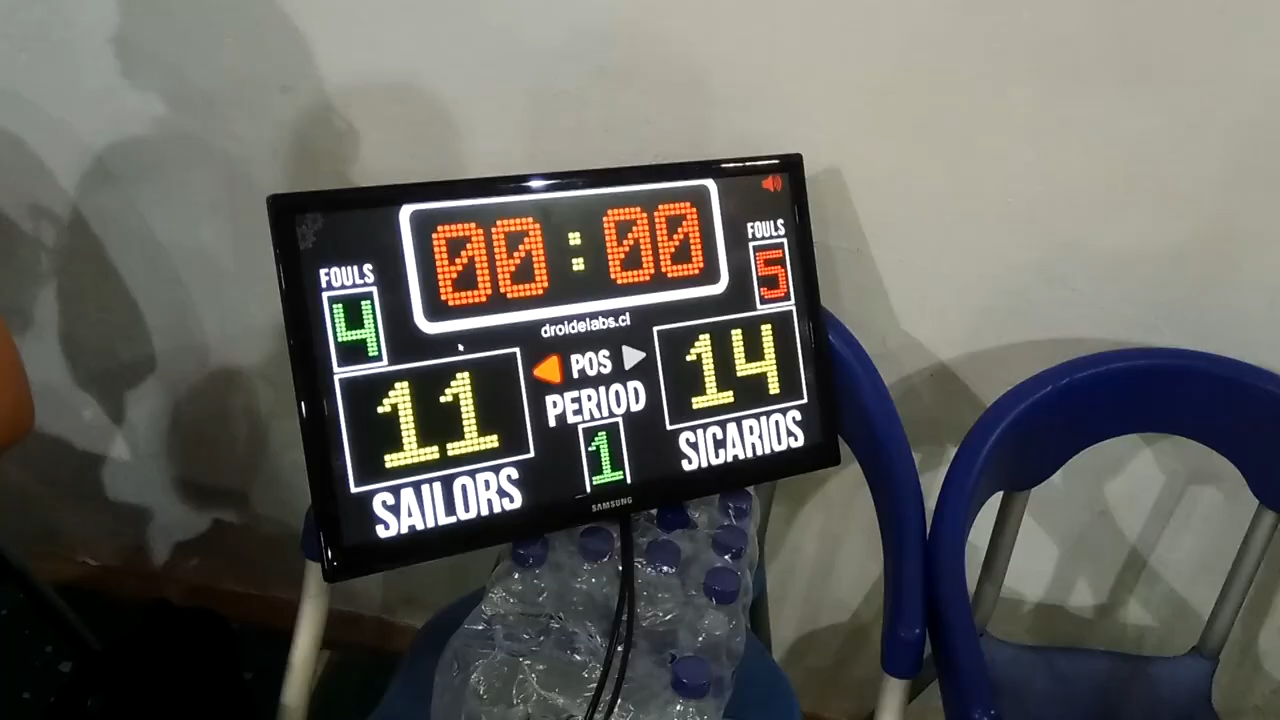 00:00
FOULS
4
FOULS
5
droidelabs.cl
POS
PERIOD
1
11
SAILORS
14
SICARIOS
SAMSUNG